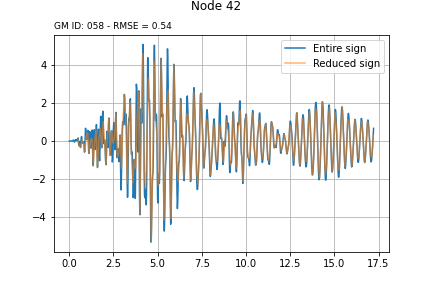 Node 42
GM ID: 058 - RMSE = 0.54
Entire sign
Reduced sign
4
2
0
−2
−4
0.0 2.5 5.0 7.5 10.0 12.5 15.0 17.5